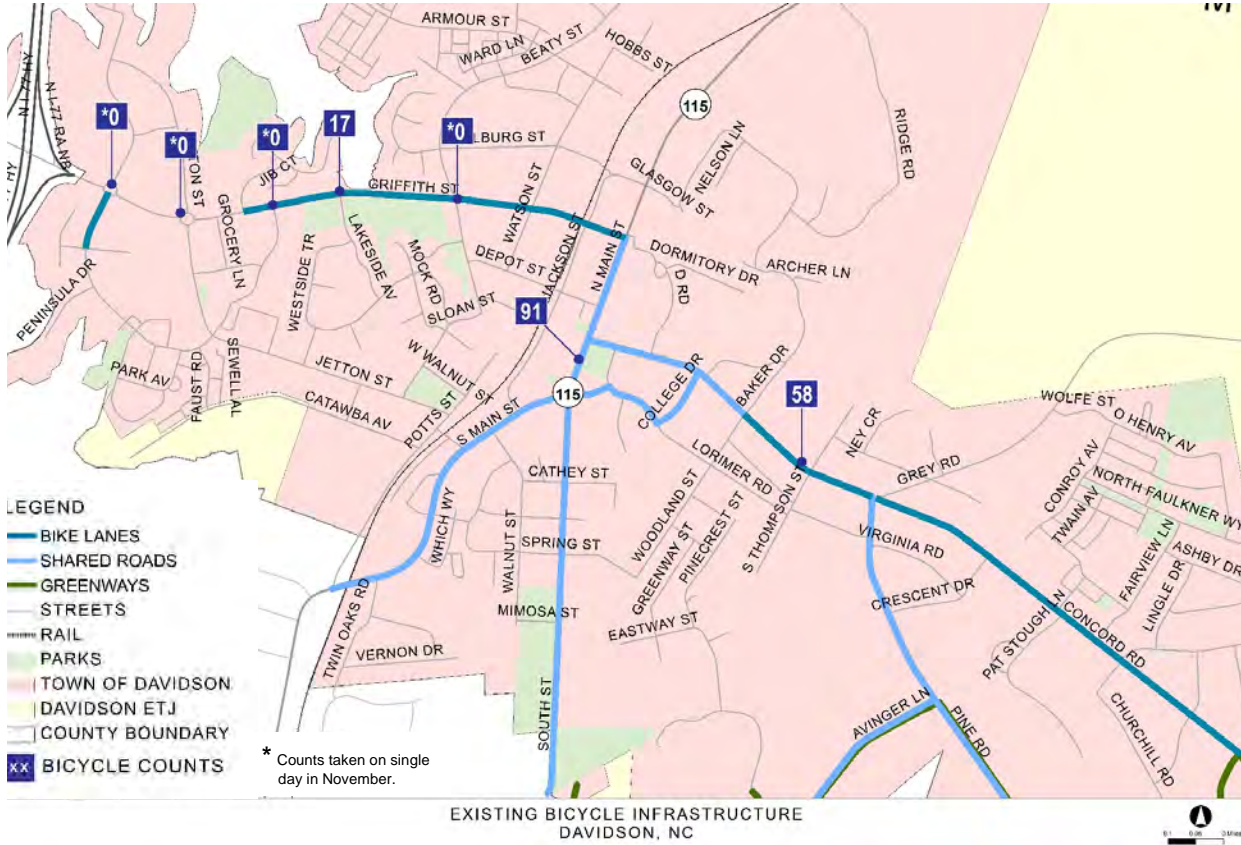 ARMOUR ST
WARD LN
BEATY ST
HOBBS ST
N I-77 HY
N I-77 RA NB
HY
115
RIDGE RD
*0
*0
*0
17
*0
LBURG ST
NELSON LN
GLASGOW ST
TON ST
JIB CT
GRIFFITH ST
WATSON ST
GROCERY LN
WESTSIDE TR
LAKESIDE AV
MOCK RD
DEPOT ST
JACKSON ST
N MAIN ST
DORMITORY DR
ARCHER LN
D RD
PENINSULA DR
SLOAN ST
91
PARK AV
FAUST RD
SEWELL AL
JETTON ST
W WALNUT ST
CATAWBA AV
POTTS ST
S MAIN ST
115
COLLEGE DR
BAKER DR
58
WOLFE ST
O HENRY AV
NEY CR
GREY RD
CONROY AV
NORTH FAULKNER WY
TWAIN AV
LORIMER RD
CATHEY ST
WHICH WY
WALNUT ST
SPRING ST
WOODLAND ST
GREENWAY ST
PINECREST ST
S THOMPSON ST
VIRGINIA RD
FAIRVIEW LN
ASHBY DR
LINGLE DR
CRESCENT DR
MIMOSA ST
EASTWAY ST
PAT STOUGH LN
CONCORD RD
TWIN OAKS RD
VERNON DR
SOUTH ST
AVINGER LN
PINE RD
CHURCHILL RD
LEGEND
BIKE LANES
SHARED ROADS
GREENWAYS
STREETS
RAIL
PARKS
TOWN OF DAVIDSON
DAVIDSON ETJ
COUNTY BOUNDARY
XX BICYCLE COUNTS
* Counts taken on single
day in November.
EXISTING BICYCLE INFRASTRUCTURE
DAVIDSON, NC